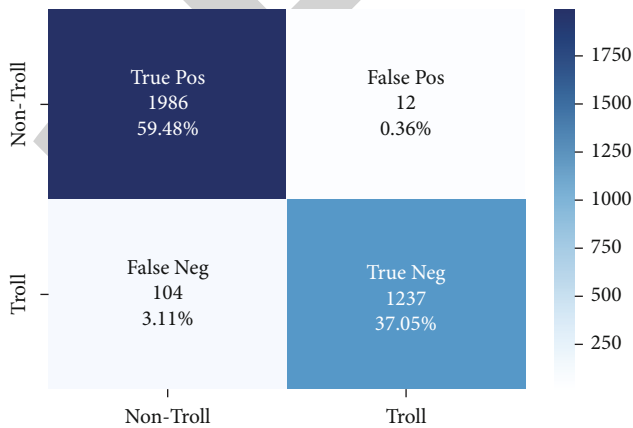 Non-Troll
True Pos
1986
59.48%
False Pos
12
0.36%
Troll
False Neg
104
3.11%
True Neg
1237
37.05%
Non-Troll
Troll
1750
1500
1250
1000
750
500
250